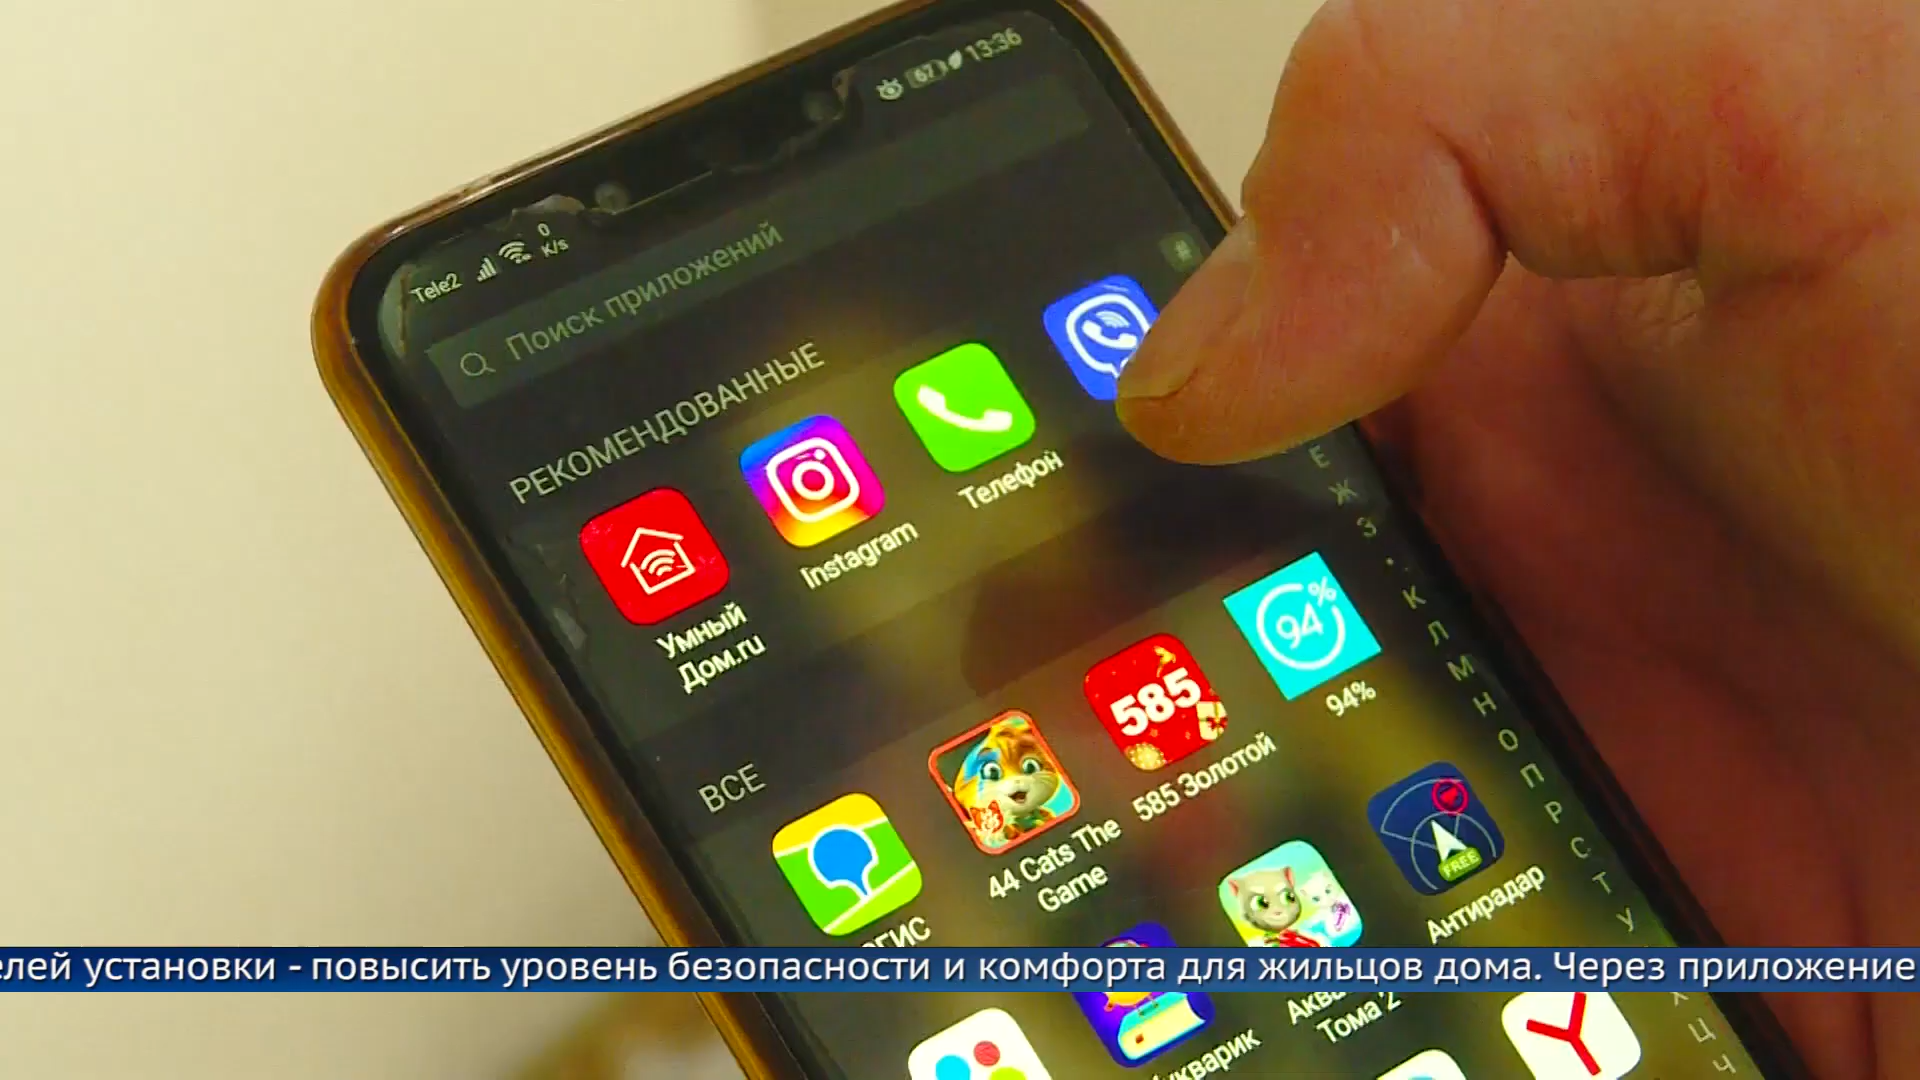 13:36
67
Tele2
0
K/s
Поиск приложений
#
РЕКОМЕНДОВАННЫЕ
Умный
Дом.ru
Instagram
Телефон
ВСЕ
44 Cats The
Game
585
585 Золотой
94%
94%
FREE
Антирадар
Тома 2
Е
Ж
З
К
Л
М
Н
О
П
Р
С
Т
У
Ц
Ч
установки - повысить уровень безопасности и комфорта для жильцов дома. Через приложение